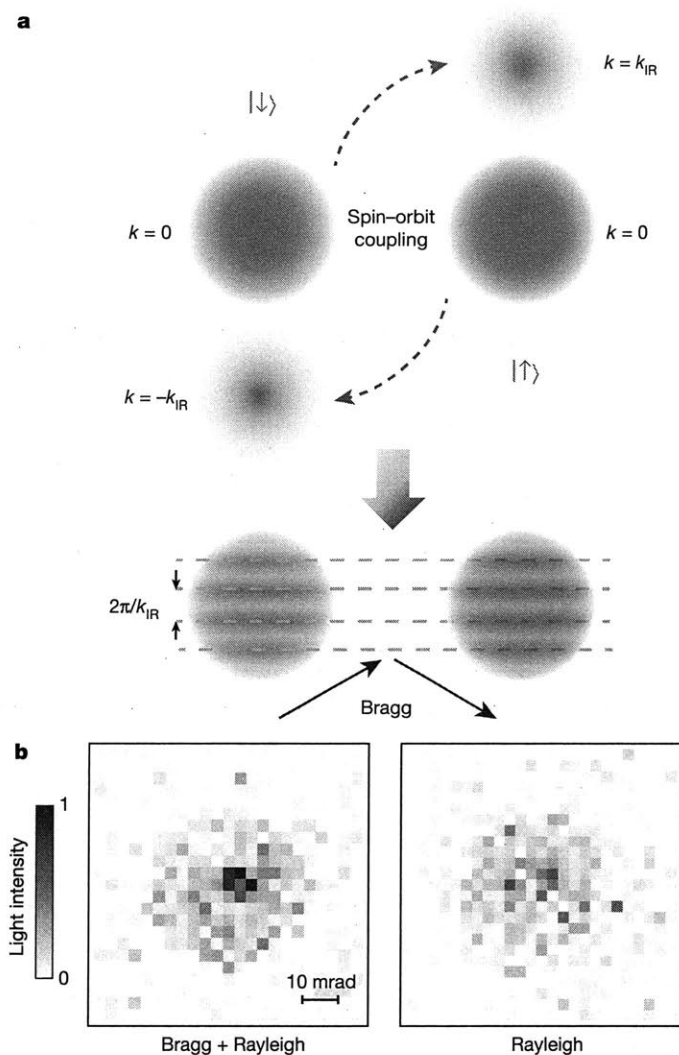 a
k = k_IR
|↓⟩
k = 0
Spin–orbit
coupling
k = 0
|↑⟩
k = −k_IR
2π/k_IR
Bragg
b
1
Light intensity
0
10 mrad
Bragg + Rayleigh
Rayleigh